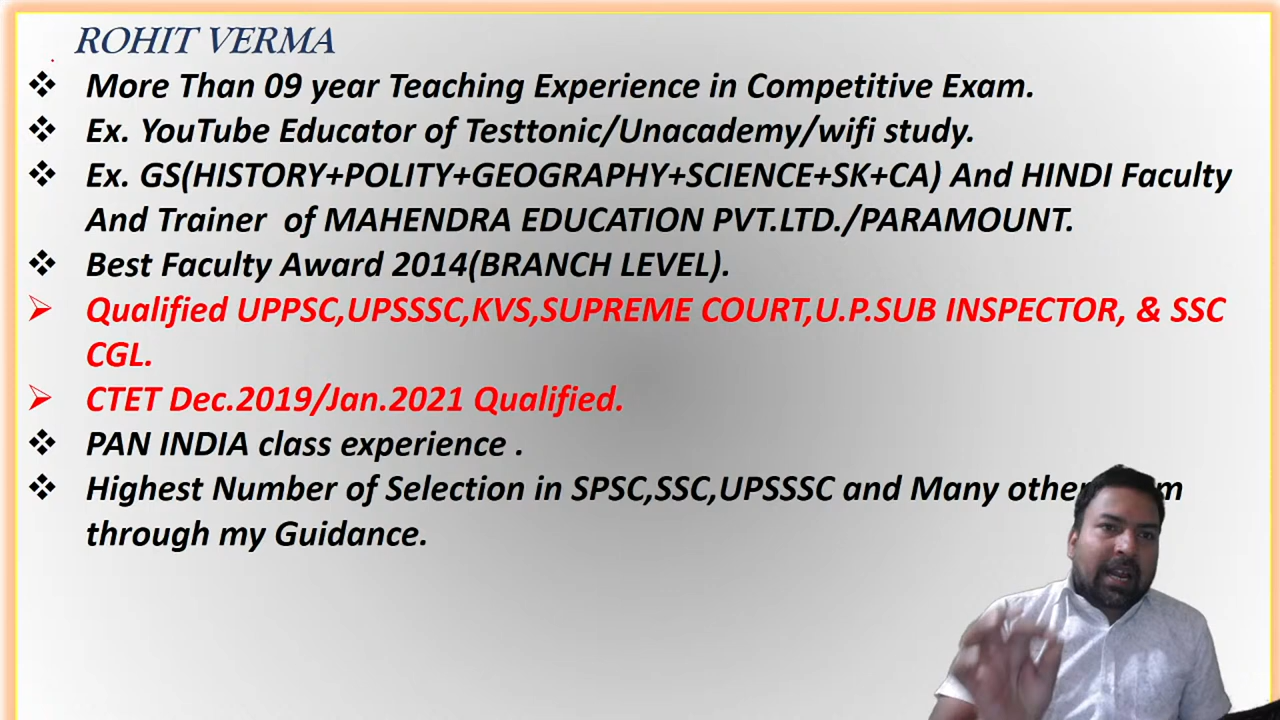 ROHIT VERMA
❖ More Than 09 year Teaching Experience in Competitive Exam.
❖ Ex. YouTube Educator of Testtonic/Unacademy/wifi study.
❖ Ex. GS(HISTORY+POLITY+GEOGRAPHY+SCIENCE+SK+CA) And HINDI Faculty
And Trainer of MAHENDRA EDUCATION PVT.LTD./PARAMOUNT.
❖ Best Faculty Award 2014(BRANCH LEVEL).
➢ Qualified UPPSC,UPSSSC,KVS,SUPREME COURT,U.P.SUB INSPECTOR, & SSC
CGL.
➢ CTET Dec.2019/Jan.2021 Qualified.
❖ PAN INDIA class experience .
❖ Highest Number of Selection in SPSC,SSC,UPSSSC and Many other
through my Guidance.